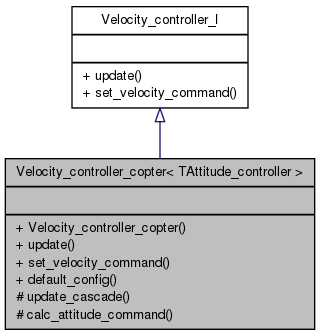 Velocity_controller_I
+ update()
+ set_velocity_command()
Velocity_controller_copter< TAttitude_controller >
+ Velocity_controller_copter()
+ update()
+ set_velocity_command()
+ default_config()
# update_cascade()
# calc_attitude_command()